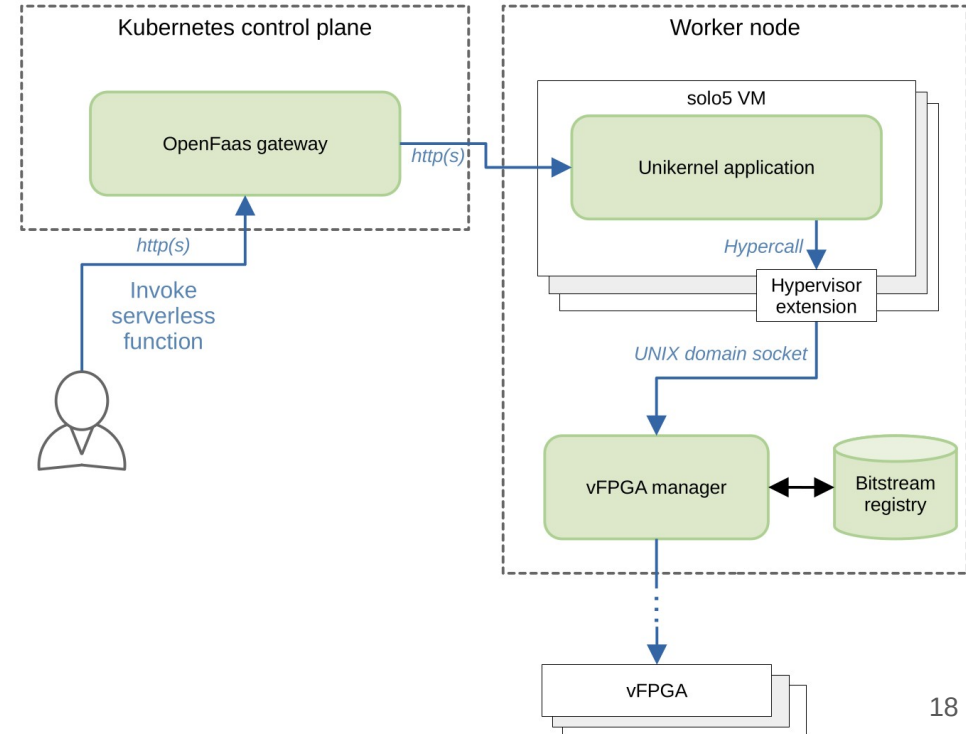 Kubernetes control plane
OpenFaas gateway
http(s)
http(s)
Invoke
serverless
function
Worker node
solo5 VM
Unikernel application
Hypercall
Hypervisor
extension
UNIX domain socket
vFPGA manager
Bitstream
registry
vFPGA
18